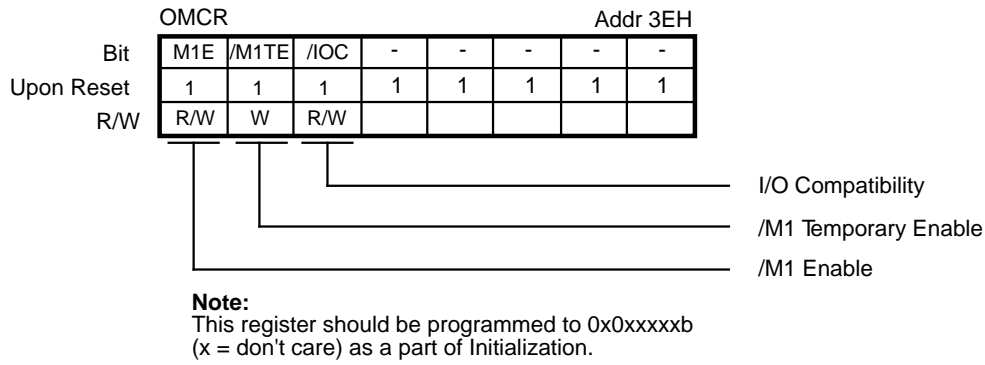 OMCR Addr 3EH
Bit M1E /M1TE /IOC - - - - -
Upon Reset 1 1 1 1 1 1 1 1
R/W R/W W R/W
I/O Compatibility
/M1 Temporary Enable
/M1 Enable
Note:
This register should be programmed to 0x0xxxxxb
(x = don't care) as a part of Initialization.